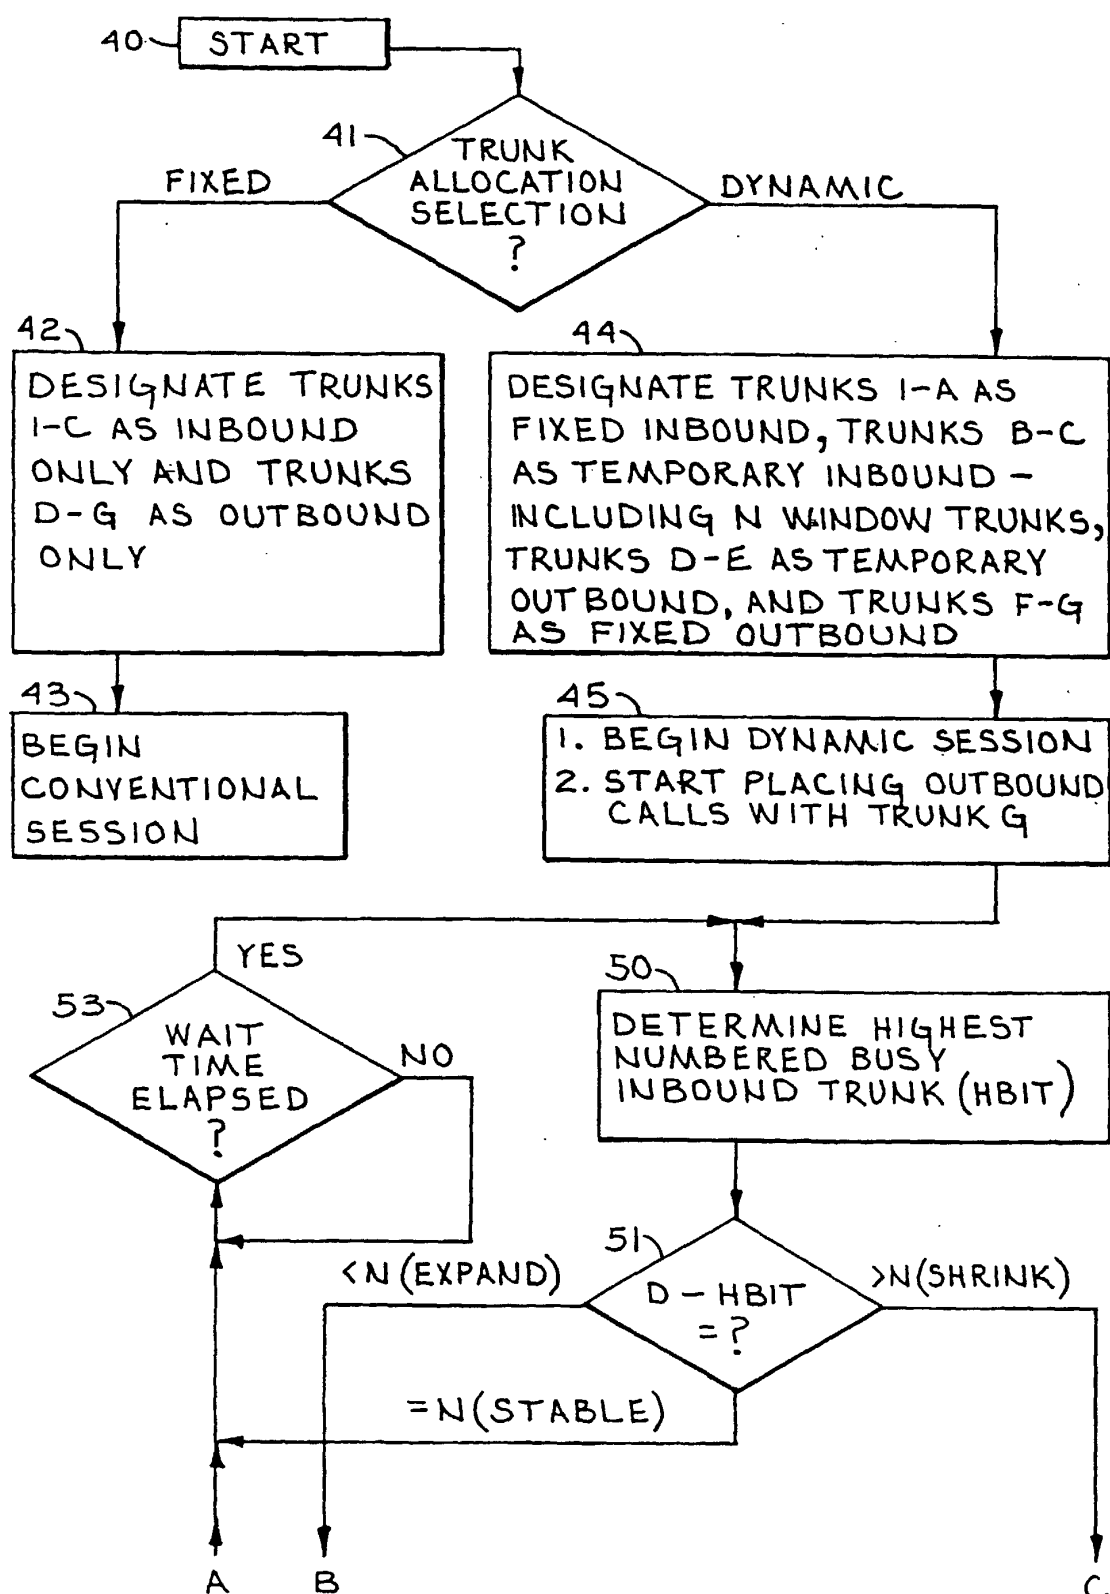 40
START
41
TRUNK
ALLOCATION
SELECTION
?
FIXED
DYNAMIC
42
DESIGNATE TRUNKS
1-C AS INBOUND
ONLY AND TRUNKS
D-G AS OUTBOUND
ONLY
44
DESIGNATE TRUNKS 1-A AS
FIXED INBOUND, TRUNKS B-C
AS TEMPORARY INBOUND -
INCLUDING N WINDOW TRUNKS,
TRUNKS D-E AS TEMPORARY
OUTBOUND, AND TRUNKS F-G
AS FIXED OUTBOUND
43
BEGIN
CONVENTIONAL
SESSION
45
1. BEGIN DYNAMIC SESSION
2. START PLACING OUTBOUND
CALLS WITH TRUNK G
YES
53
WAIT
TIME
ELAPSED
?
NO
50
DETERMINE HIGHEST
NUMBERED BUSY
INBOUND TRUNK (HBIT)
51
D - HBIT
= ?
<N (EXPAND)
>N (SHRINK)
=N (STABLE)
A
B
C